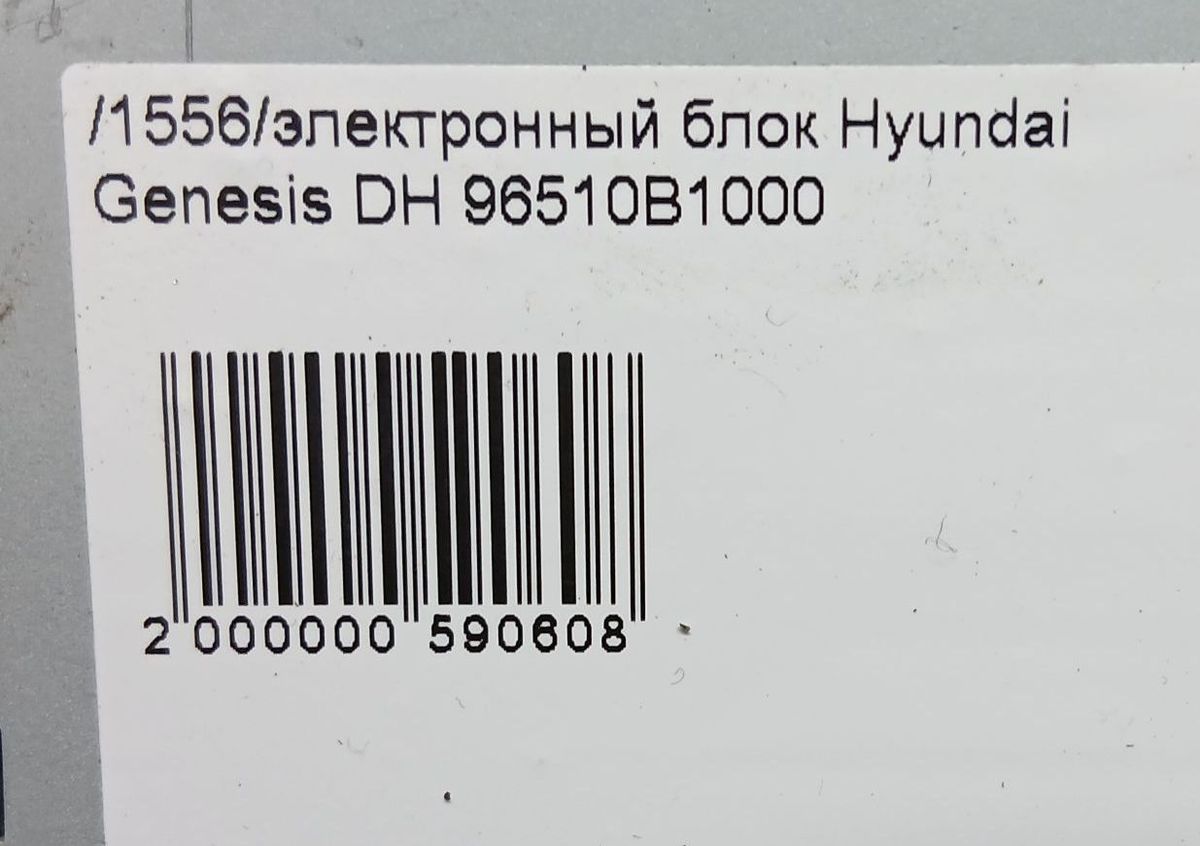 /1556/электронный блок Hyundai
Genesis DH 96510B1000
2 000000 590608